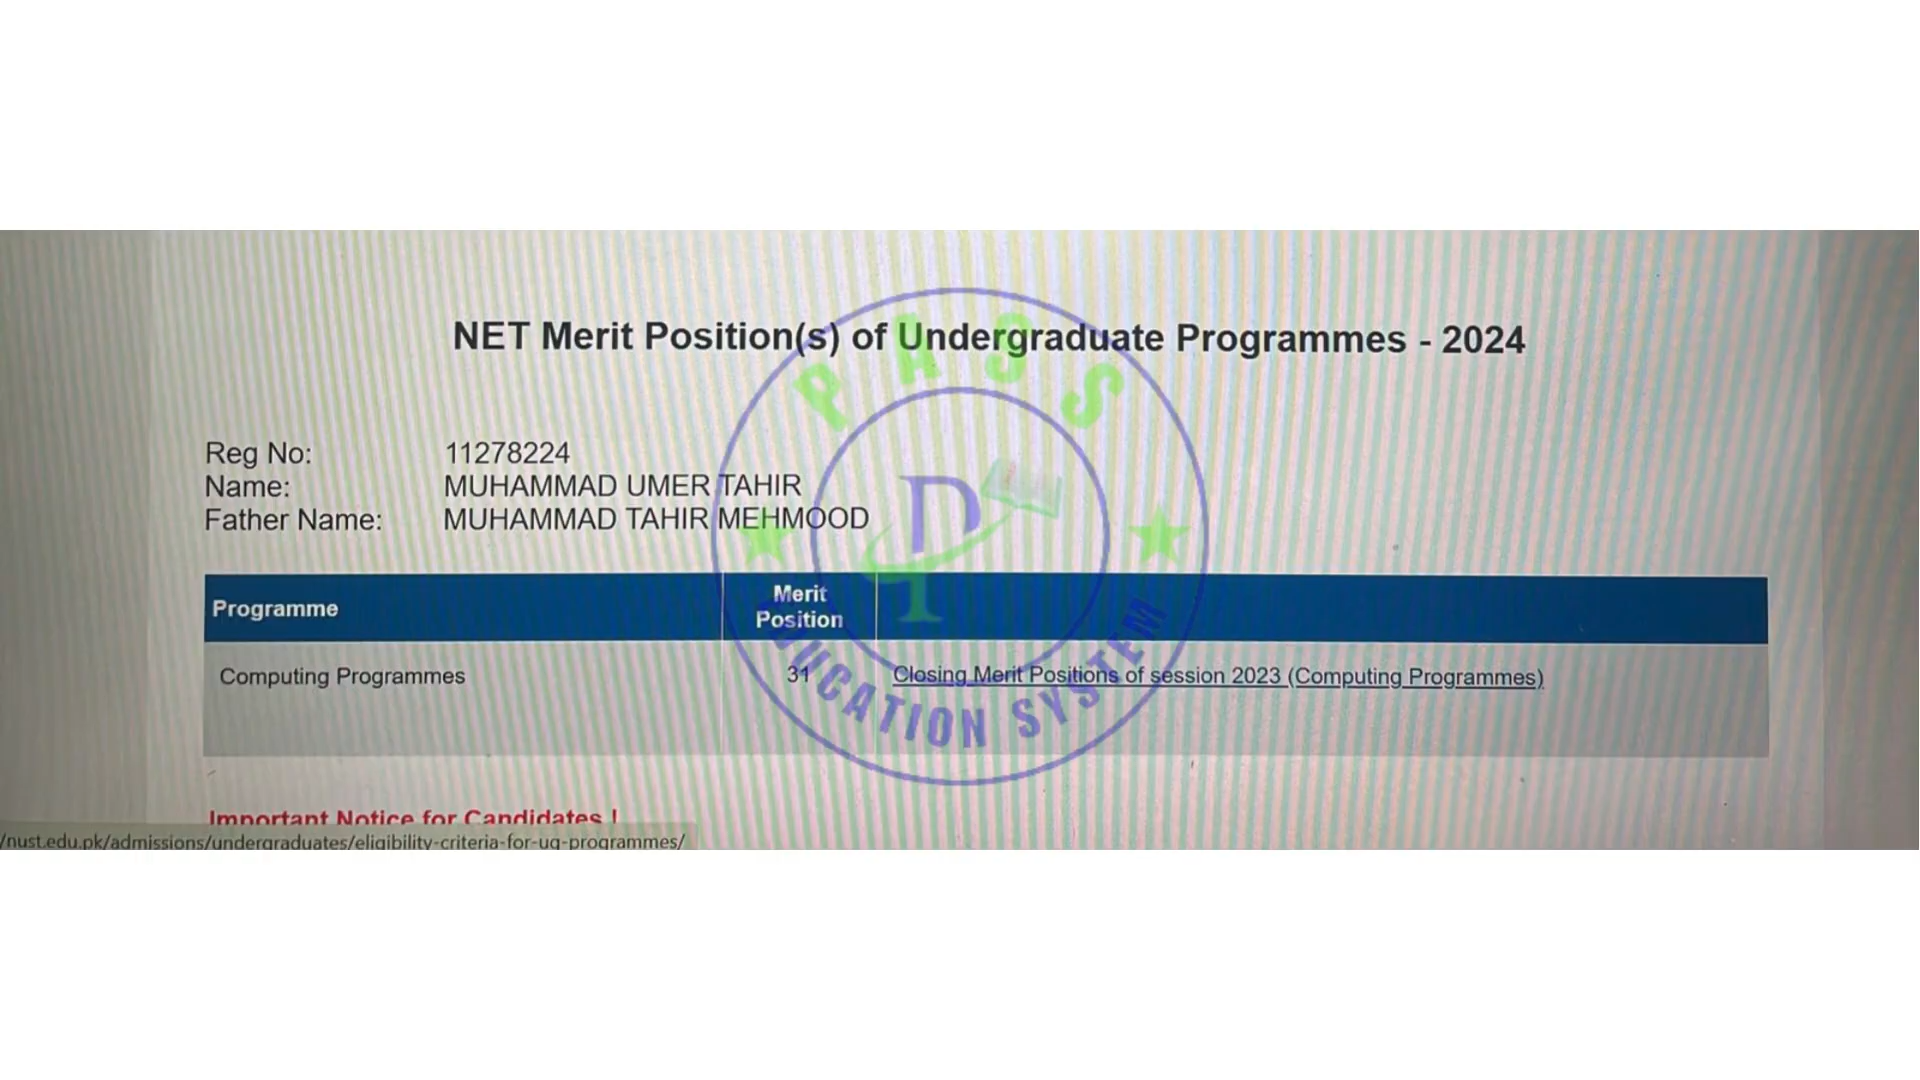 NET Merit Position(s) of Undergraduate Programmes - 2024
PASS
Reg No: 11278224
Name: MUHAMMAD UMER TAHIR
Father Name: MUHAMMAD TAHIR MEHMOOD
Programme Merit Position
Computing Programmes 31 Closing Merit Positions of session 2023 (Computing Programmes)
EDUCATION SYSTEM
Important Notice for Candidates !
/nust.edu.pk/admissions/undergraduates/eligibility-criteria-for-ug-programmes/